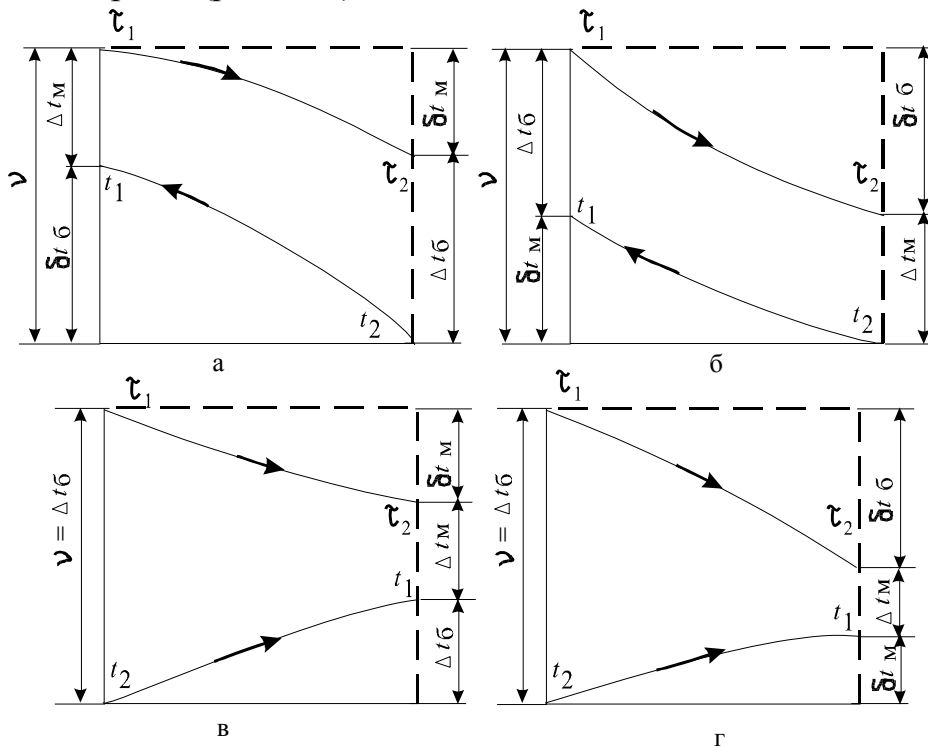 τ1
τ1
ν
Δtм
δtб
t1
t2
τ2
δtм
Δtб
ν
Δtб
δtм
t1
t2
τ2
δtб
Δtм
а
б
τ1
τ1
ν = Δtб
t2
t1
τ2
δtм
Δtм
Δtб
ν = Δtб
t2
t1
τ2
δtб
Δtм
δtм
в
г